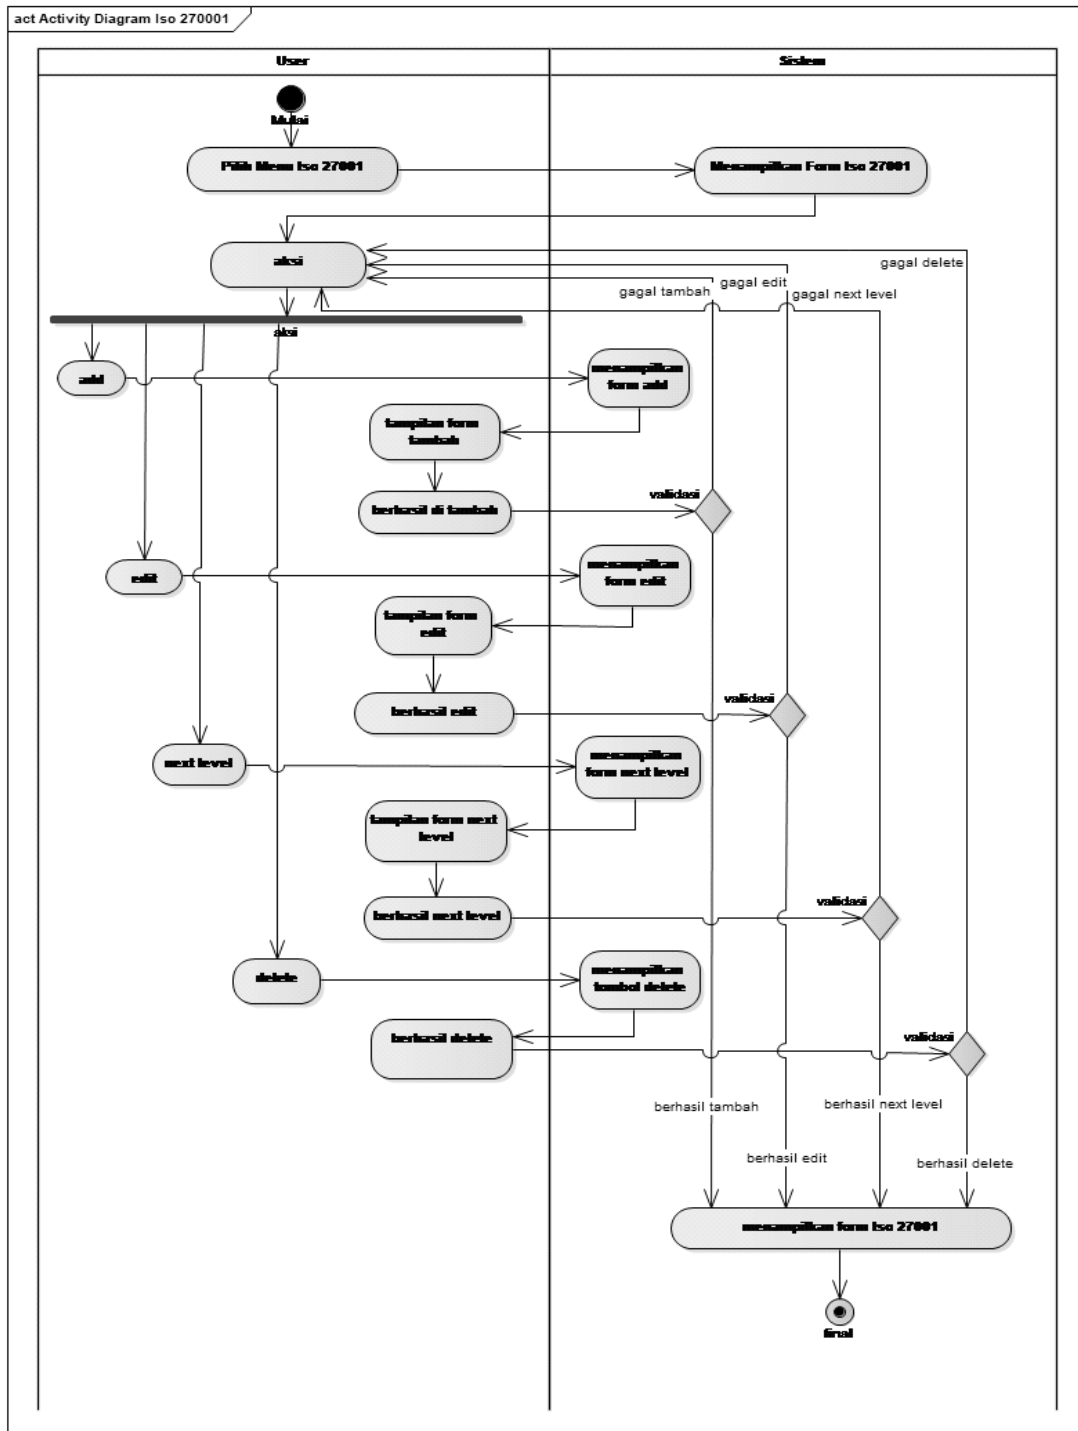 act Activity Diagram Iso 270001
User
Sistem
Mulai
Pilih Menu Iso 27001
Menampilkan Form Iso 27001
aksi
gagal delete
gagal edit
gagal tambah
gagal next level
aksi
add
menampilkan
form add
tampilan form
tambah
validasi
berhasil di tambah
edit
menampilkan
form edit
tampilan form
edit
validasi
berhasil edit
next level
menampilkan
form next level
tampilan form next
level
validasi
berhasil next level
delete
menampilkan
tombol delete
berhasil delete
validasi
berhasil tambah
berhasil next level
berhasil edit
berhasil delete
menampilkan form Iso 27001
final